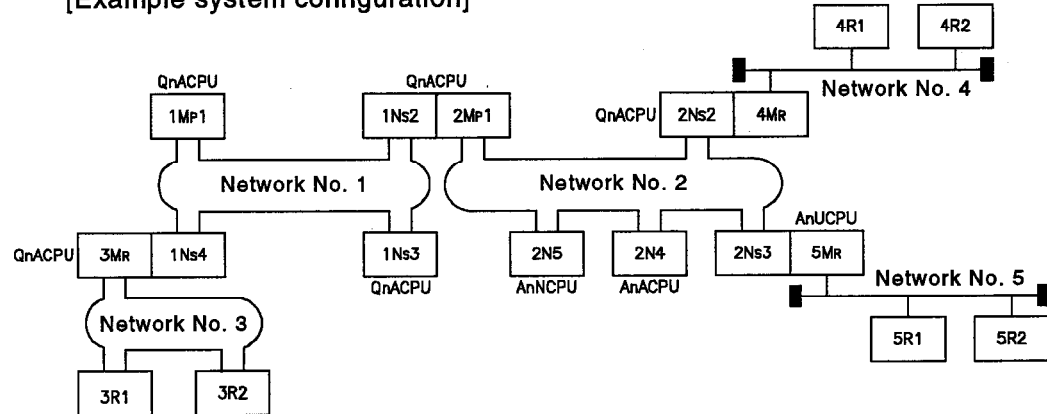 [Example system configuration]
4R1 4R2
Network No. 4
QnACPU QnACPU
1MP1 1NS2 2MP1 QnACPU 2NS2 4MR
Network No. 1 Network No. 2
AnUCPU
QnACPU 3MR 1NS4 1NS3 2N5 2N4 2NS3 5MR
QnACPU AnNCPU AnACPU
Network No. 5
Network No. 3
5R1 5R2
3R1 3R2